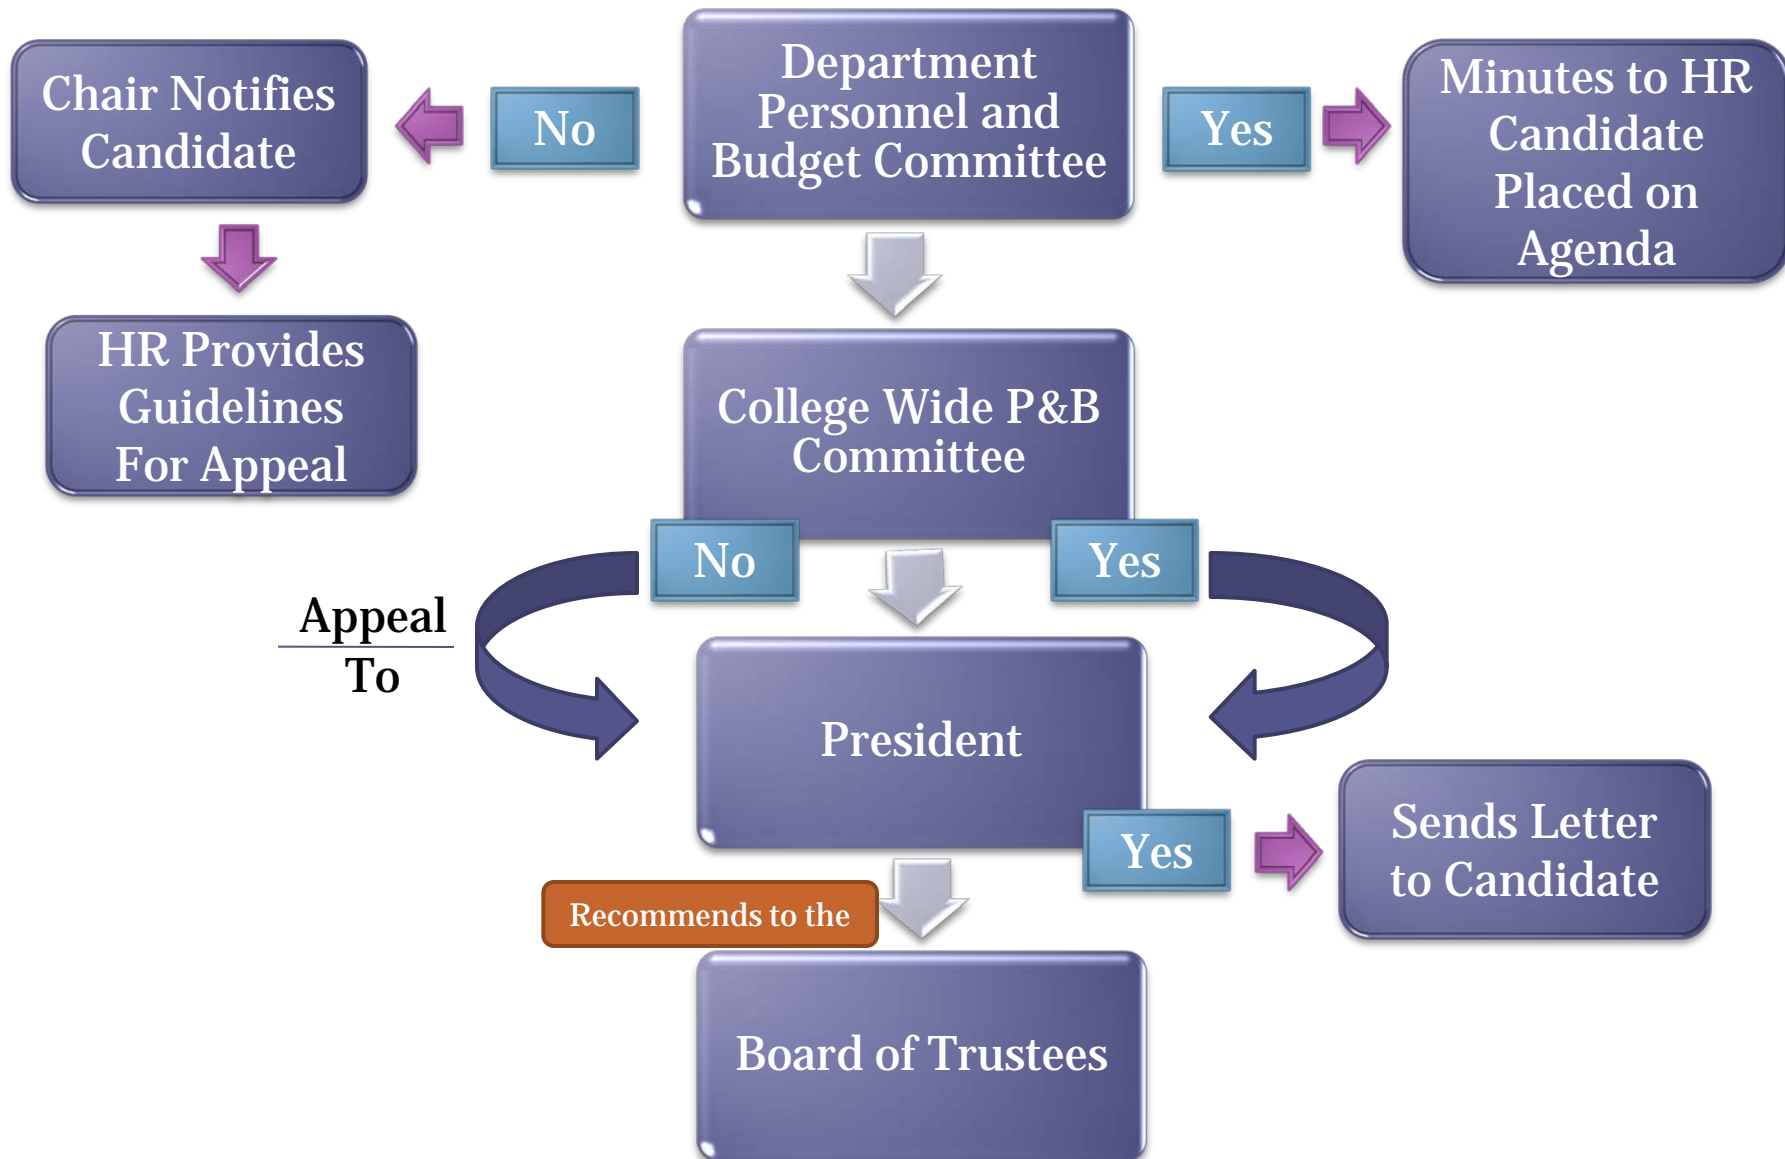 Chair Notifies
Candidate
No
Department
Personnel and
Budget Committee
Yes
Minutes to HR
Candidate
Placed on
Agenda
HR Provides
Guidelines
For Appeal
College Wide P&B
Committee
No
Yes
Appeal
To
President
Yes
Sends Letter
to Candidate
Recommends to the
Board of Trustees